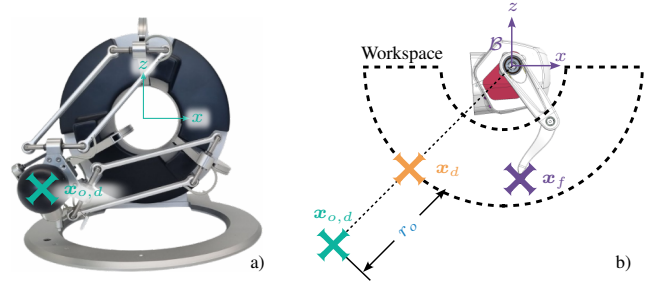 z
x
x_{o,d}
a)
Workspace
z
B
x
x_d
x_f
x_{o,d}
r_o
b)